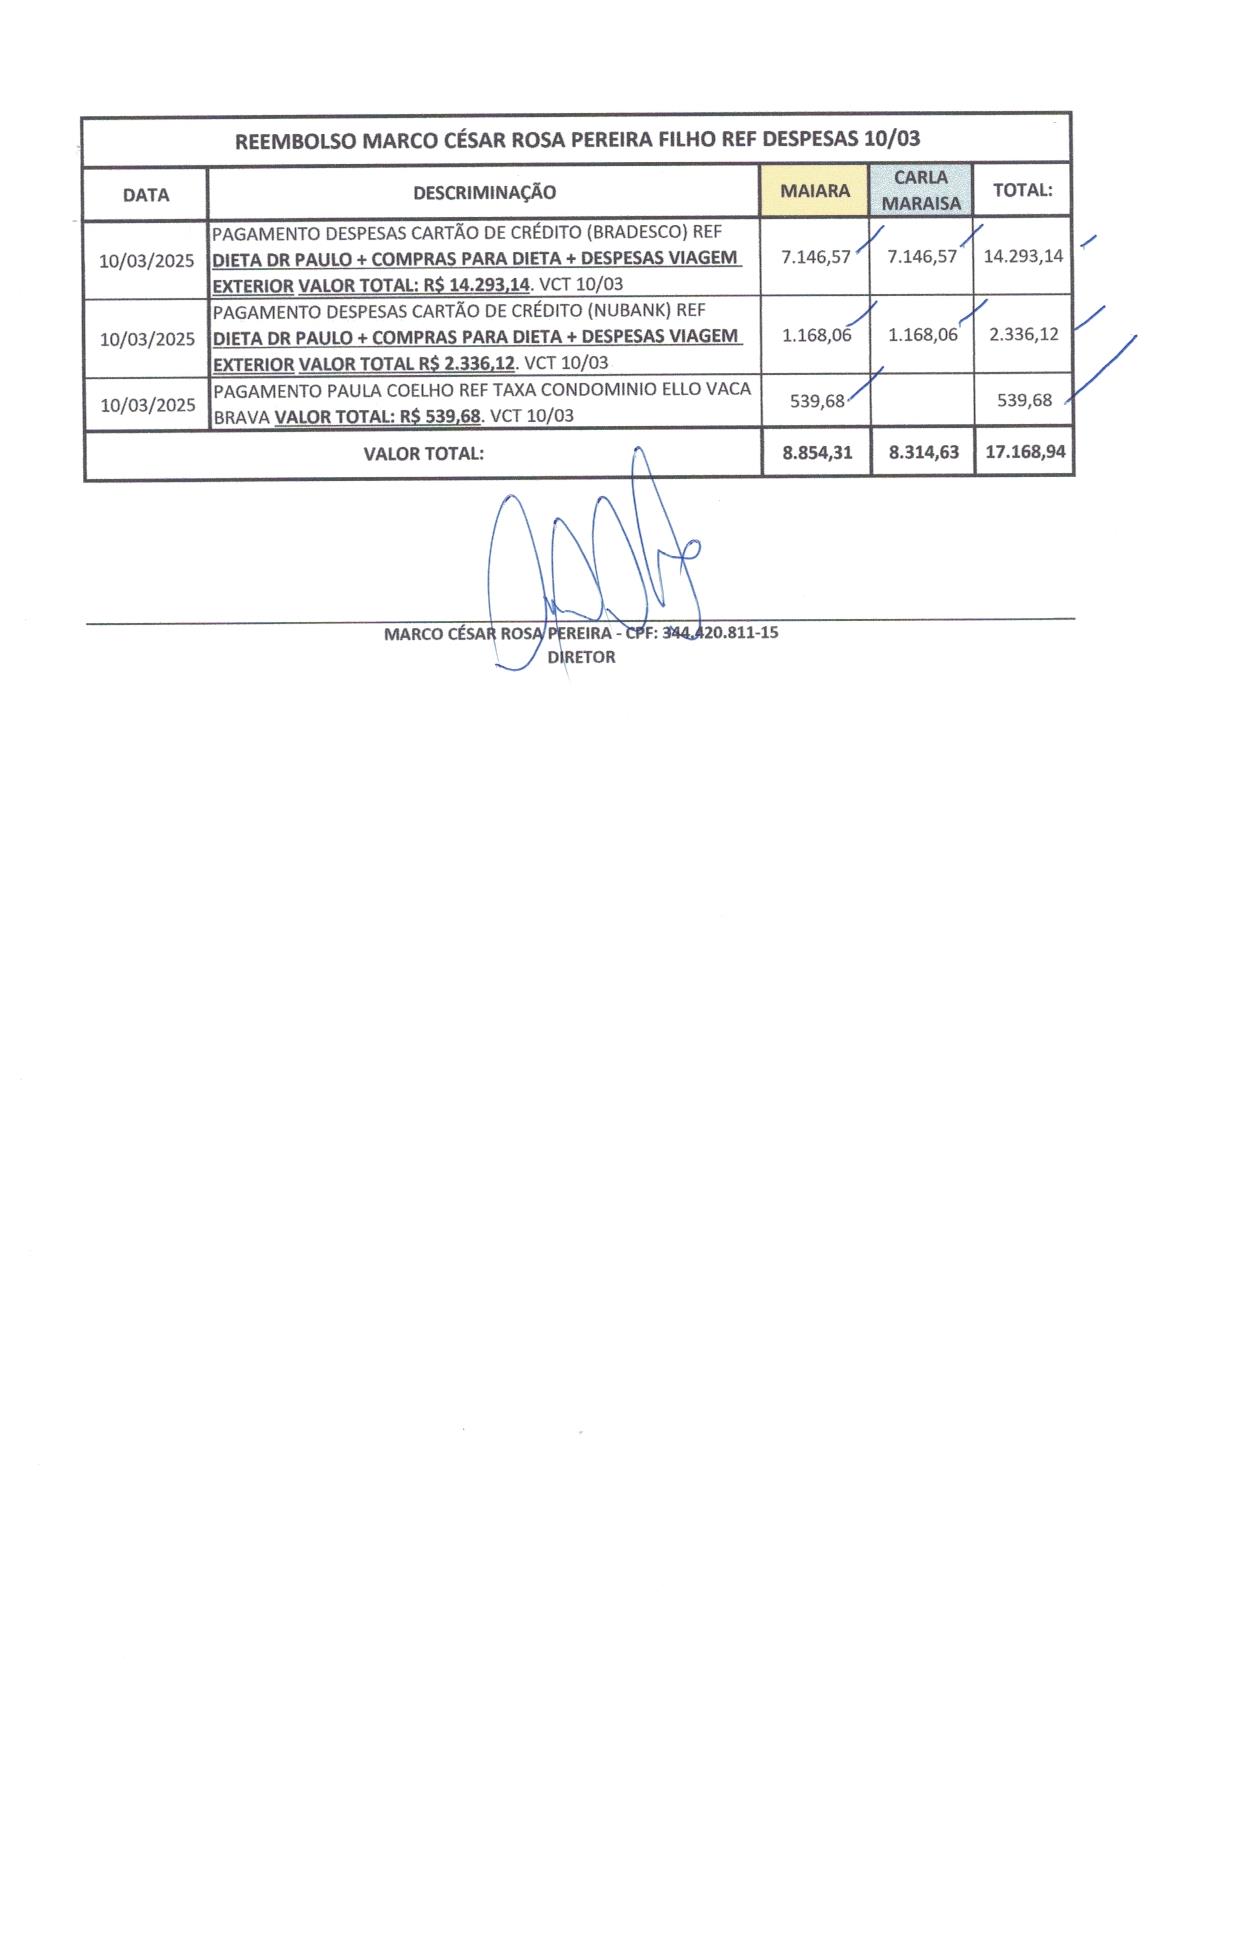 REEMBOLSO MARCO CÉSAR ROSA PEREIRA FILHO REF DESPESAS 10/03
DATA DESCRIMINAÇÃO MAIARA CARLA MARAISA TOTAL:
10/03/2025 PAGAMENTO DESPESAS CARTÃO DE CRÉDITO (BRADESCO) REF
DIETA DR PAULO + COMPRAS PARA DIETA + DESPESAS VIAGEM
EXTERIOR VALOR TOTAL: R$ 14.293,14. VCT 10/03 7.146,57 7.146,57 14.293,14
10/03/2025 PAGAMENTO DESPESAS CARTÃO DE CRÉDITO (NUBANK) REF
DIETA DR PAULO + COMPRAS PARA DIETA + DESPESAS VIAGEM
EXTERIOR VALOR TOTAL R$ 2.336,12. VCT 10/03 1.168,06 1.168,06 2.336,12
10/03/2025 PAGAMENTO PAULA COELHO REF TAXA CONDOMINIO ELLO VACA
BRAVA VALOR TOTAL: R$ 539,68. VCT 10/03 539,68 539,68
VALOR TOTAL: 8.854,31 8.314,63 17.168,94
MARCO CÉSAR ROSA PEREIRA - CPF: 344.420.811-15
DIRETOR